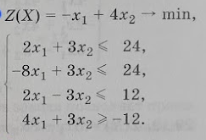 Z(X) = −x₁ + 4x₂ → min,
2x₁ + 3x₂ ⩽ 24,
−8x₁ + 3x₂ ⩽ 24,
2x₁ − 3x₂ ⩽ 12,
4x₁ + 3x₂ ⩾ −12.